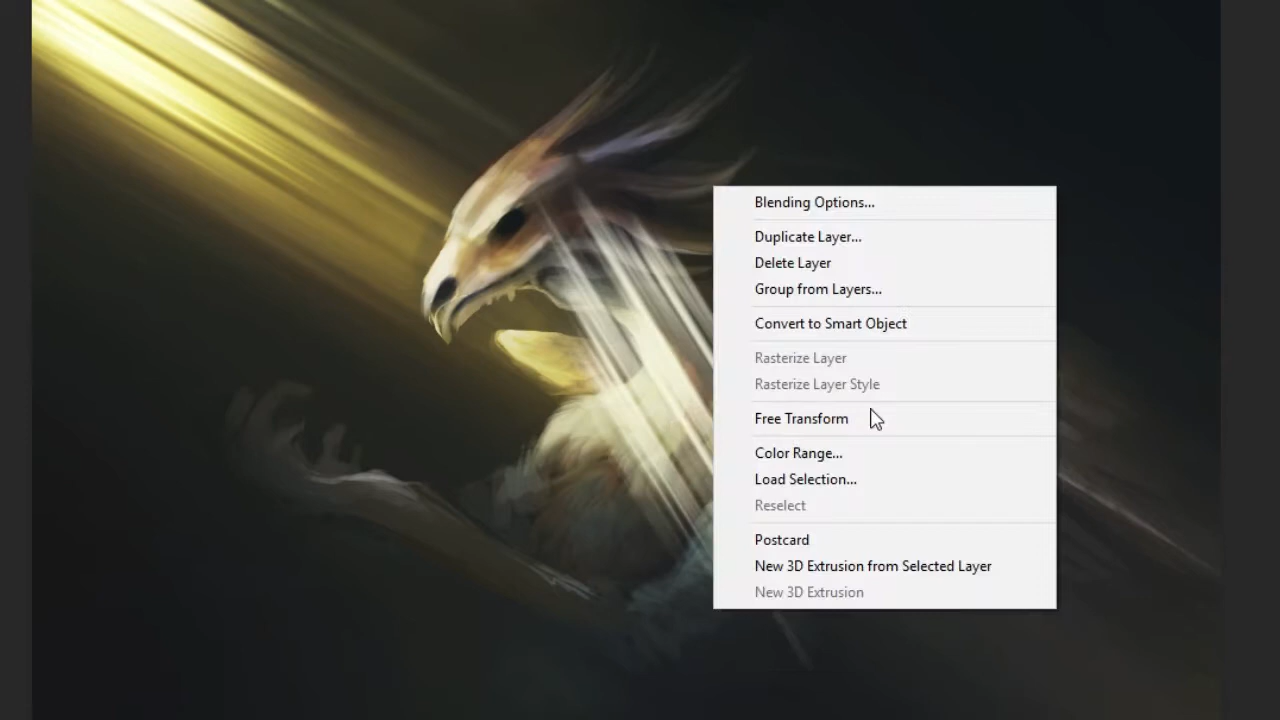 Blending Options...
Duplicate Layer...
Delete Layer
Group from Layers...
Convert to Smart Object
Rasterize Layer
Rasterize Layer Style
Free Transform
Color Range...
Load Selection...
Reselect
Postcard
New 3D Extrusion from Selected Layer
New 3D Extrusion